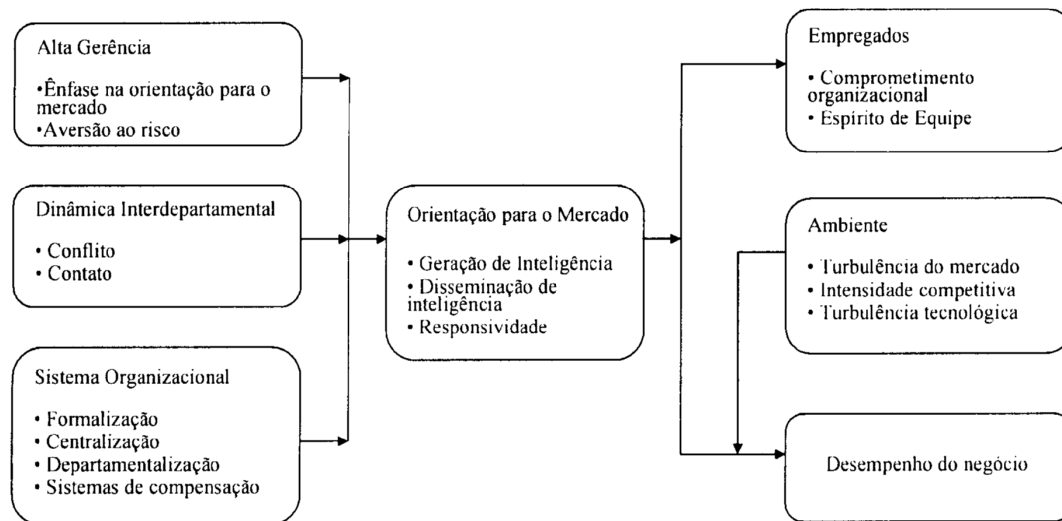 Alta Gerência
•Ênfase na orientação para o
mercado
•Aversão ao risco
Dinâmica Interdepartamental
• Conflito
• Contato
Sistema Organizacional
• Formalização
• Centralização
• Departamentalização
• Sistemas de compensação
Orientação para o Mercado
• Geração de Inteligência
• Disseminação de
inteligência
• Responsividade
Empregados
• Comprometimento
organizacional
• Espírito de Equipe
Ambiente
• Turbulência do mercado
• Intensidade competitiva
• Turbulência tecnológica
Desempenho do negócio